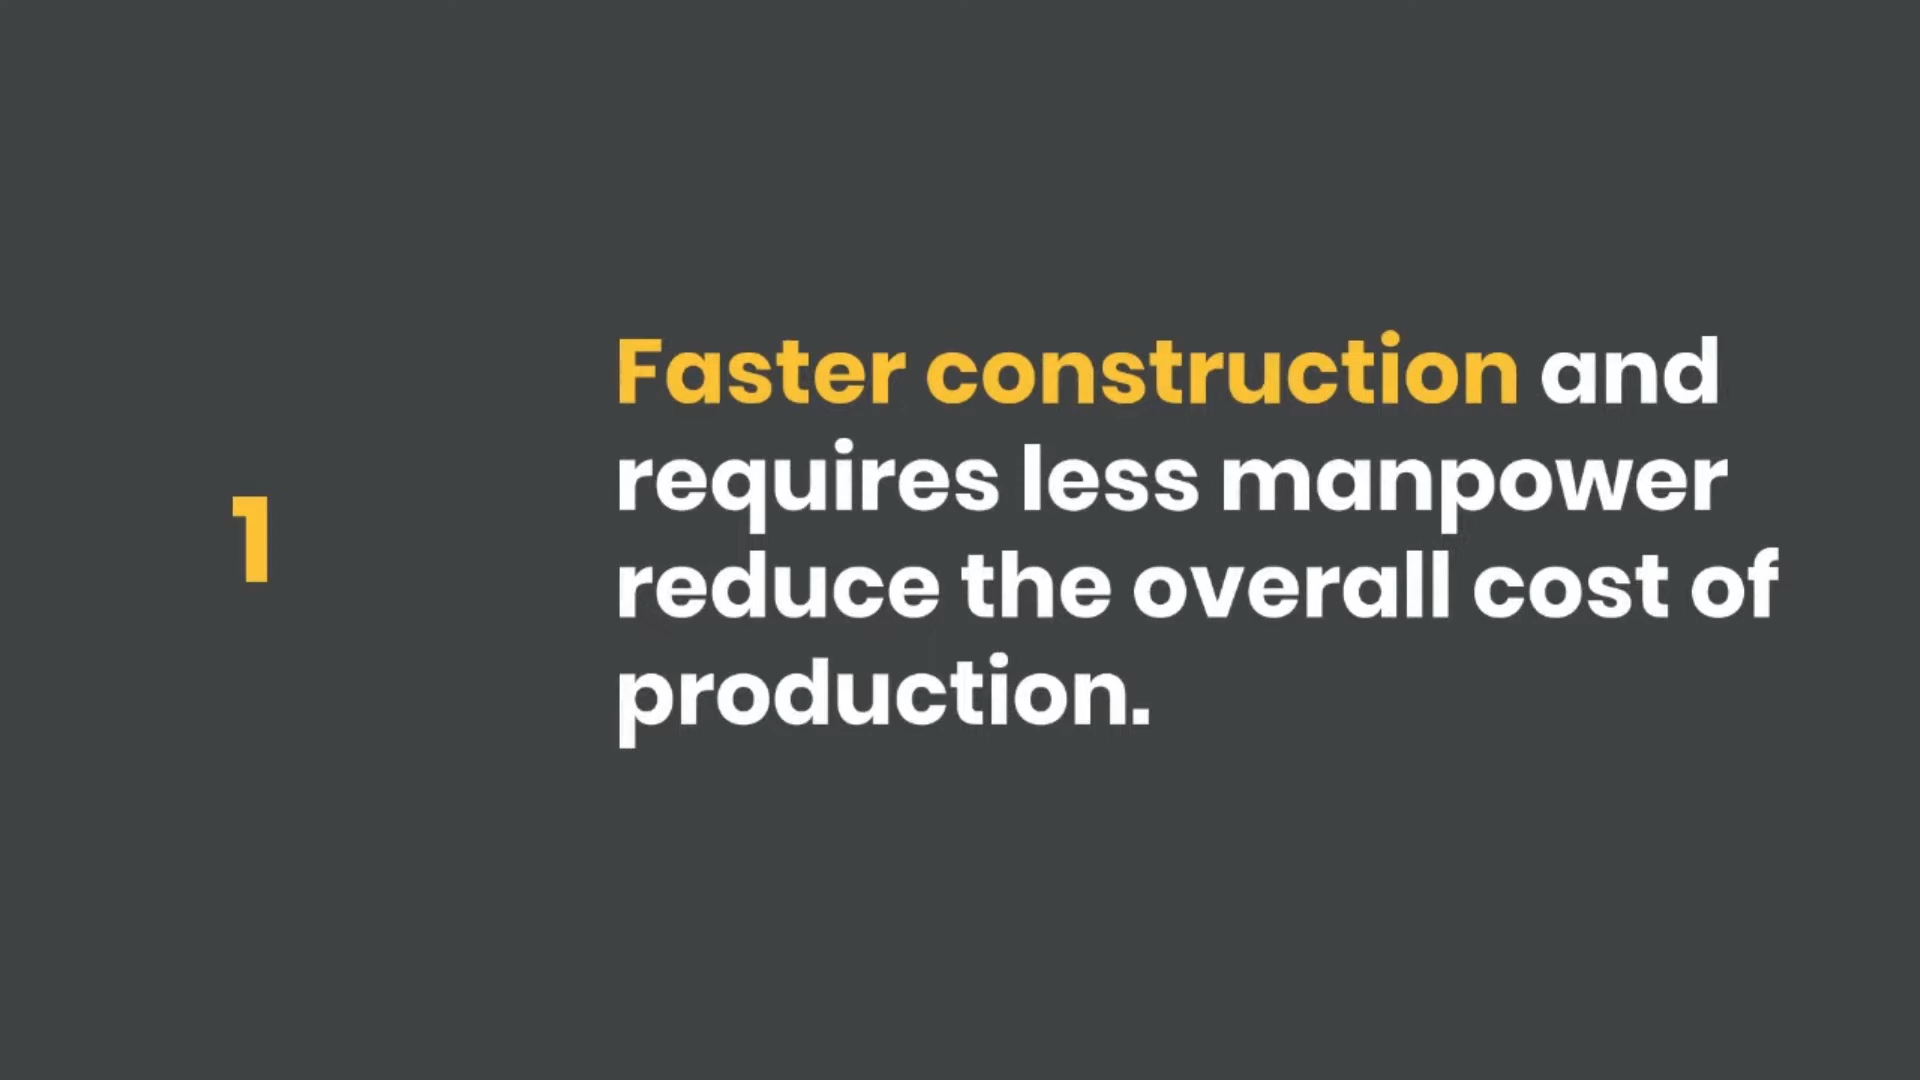 1
Faster construction and
requires less manpower
reduce the overall cost of
production.